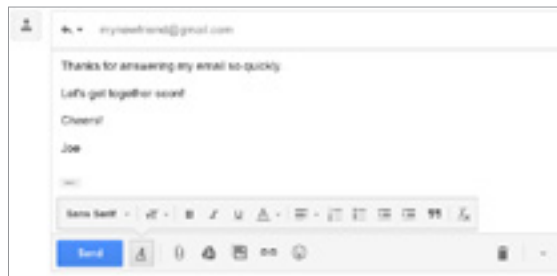 mynewfriend@gmail.com
Thanks for answering my email so quickly.
Let's get together soon!
Cheers!
Joe
Sans Serif
B I U A
Send A